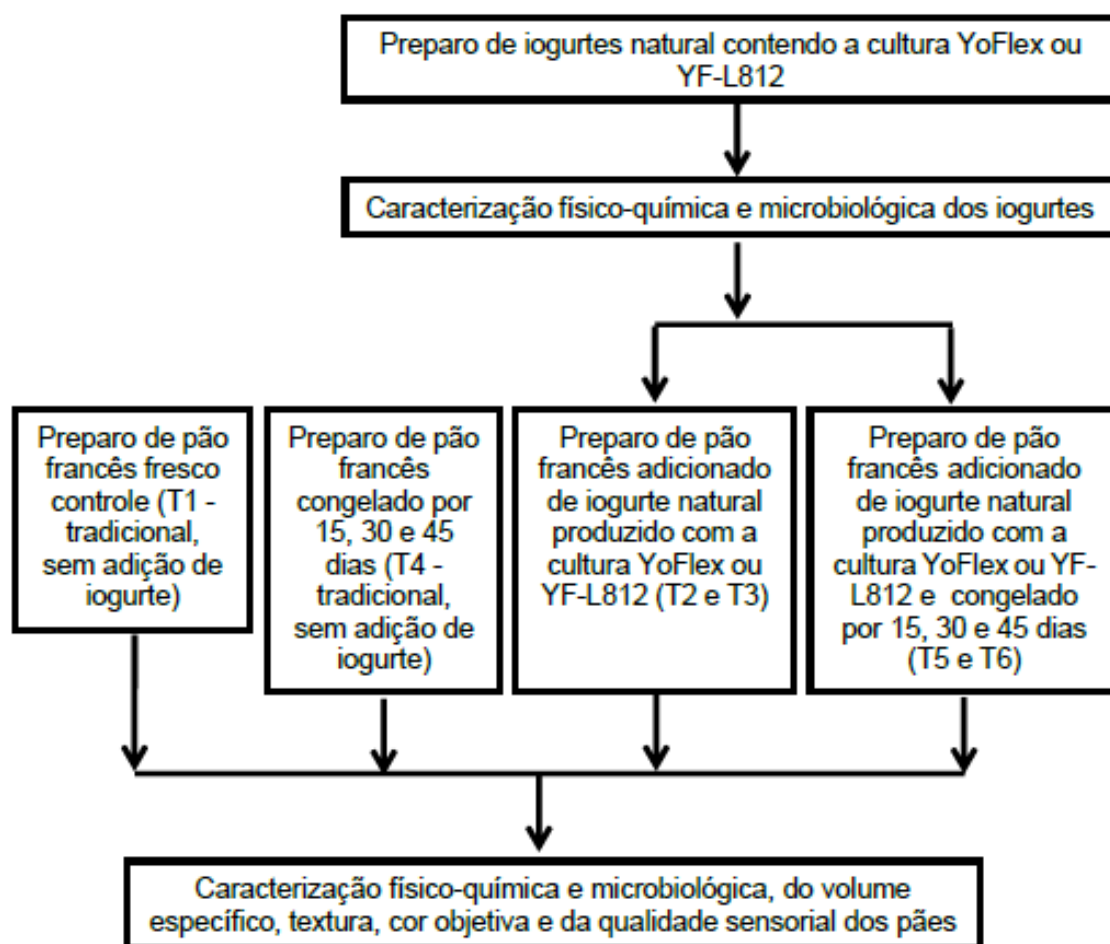 Preparo de iogurtes natural contendo a cultura YoFlex ou
YF-L812
Caracterização físico-química e microbiológica dos iogurtes
Preparo de pão
francês fresco
controle (T1 -
tradicional,
sem adição de
iogurte)
Preparo de pão
francês
congelado por
15, 30 e 45
dias (T4 -
tradicional,
sem adição de
iogurte)
Preparo de pão
francês adicionado
de iogurte natural
produzido com a
cultura YoFlex ou
YF-L812 (T2 e T3)
Preparo de pão
francês adicionado
de iogurte natural
produzido com a
cultura YoFlex ou YF-
L812 e congelado
por 15, 30 e 45 dias
(T5 e T6)
Caracterização físico-química e microbiológica, do volume
específico, textura, cor objetiva e da qualidade sensorial dos pães